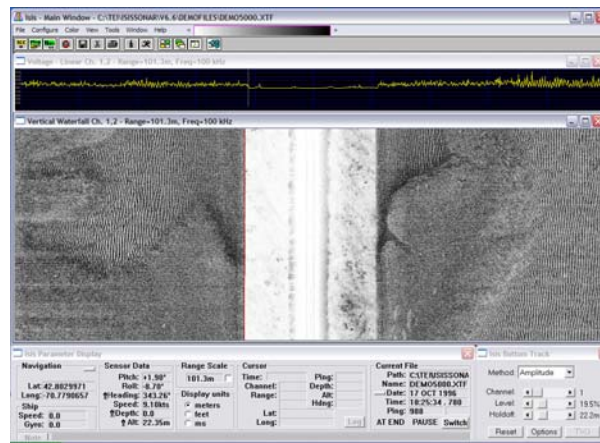 Isis - Main Window - C:\TEI\ISISSONAR\V6.6\DEMOFILES\DEMO5000.XTF
File Configure Color View Tools Window Help
Voltage - Linear Ch. 1,2 - Range=101.3m, Freq=100 kHz
Vertical Waterfall Ch. 1,2 - Range=101.3m, Freq=100 kHz
Isis Parameter Display
Navigation
Lat:42.8029971
Long:-70.7790657
Ship
Speed: 0.0
Gyro: 0.0
Note
Sensor Data
Pitch: +1.90°
Roll: -8.70°
Heading: 343.26°
Speed: 9.10kts
Depth: 0.0
Alt: 22.35m
Range Scale
101.3m
Display units
meters
feet
ms
Cursor
Time: Ping:
Channel: Depth:
Range: Alt:
Hdng:
Lat:
Long:
Log
Current File
Path: C:\TEI\ISISSONA
Name: DEMO5000.XTF
Date: 17 OCT 1996
Time: 18:25:34 .780
Ping: 908
AT END PAUSE Switch
Isis Bottom Track
Method: Amplitude
Channel: 1
Level: 19.5%
Holdoff: 22.2m
Reset Options TVG